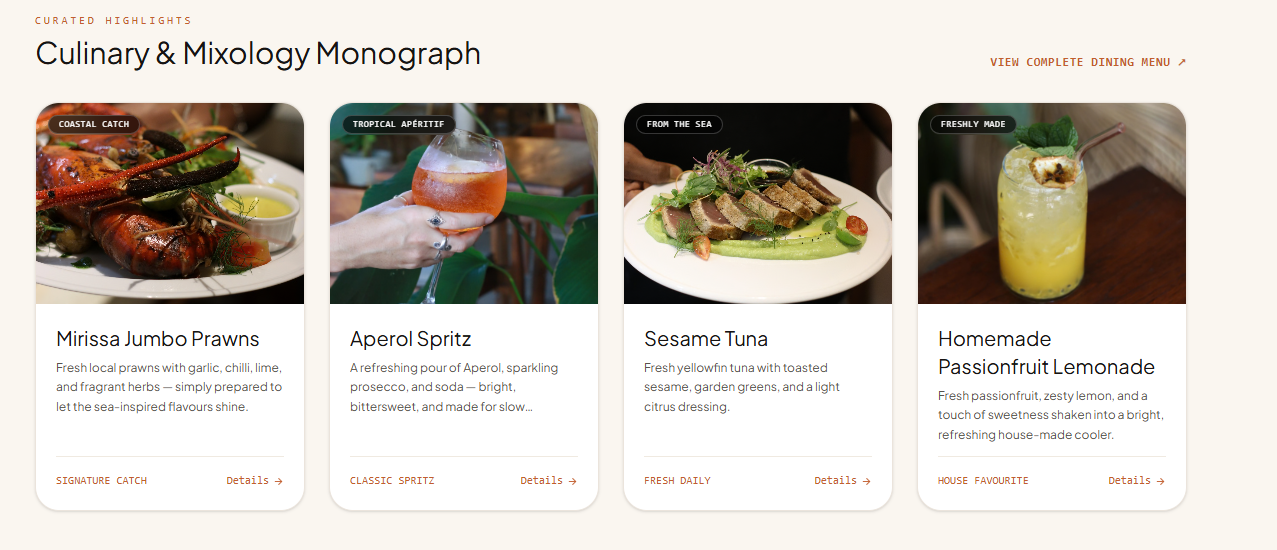 CURATED HIGHLIGHTS
Culinary & Mixology Monograph
VIEW COMPLETE DINING MENU ↗
COASTAL CATCH
Mirissa Jumbo Prawns
Fresh local prawns with garlic, chilli, lime,
and fragrant herbs — simply prepared to
let the sea-inspired flavours shine.
SIGNATURE CATCH
Details →
TROPICAL APÉRITIF
Aperol Spritz
A refreshing pour of Aperol, sparkling
prosecco, and soda — bright,
bittersweet, and made for slow...
CLASSIC SPRITZ
Details →
FROM THE SEA
Sesame Tuna
Fresh yellowfin tuna with toasted
sesame, garden greens, and a light
citrus dressing.
FRESH DAILY
Details →
FRESHLY MADE
Homemade
Passionfruit Lemonade
Fresh passionfruit, zesty lemon, and a
touch of sweetness shaken into a bright,
refreshing house-made cooler.
HOUSE FAVOURITE
Details →